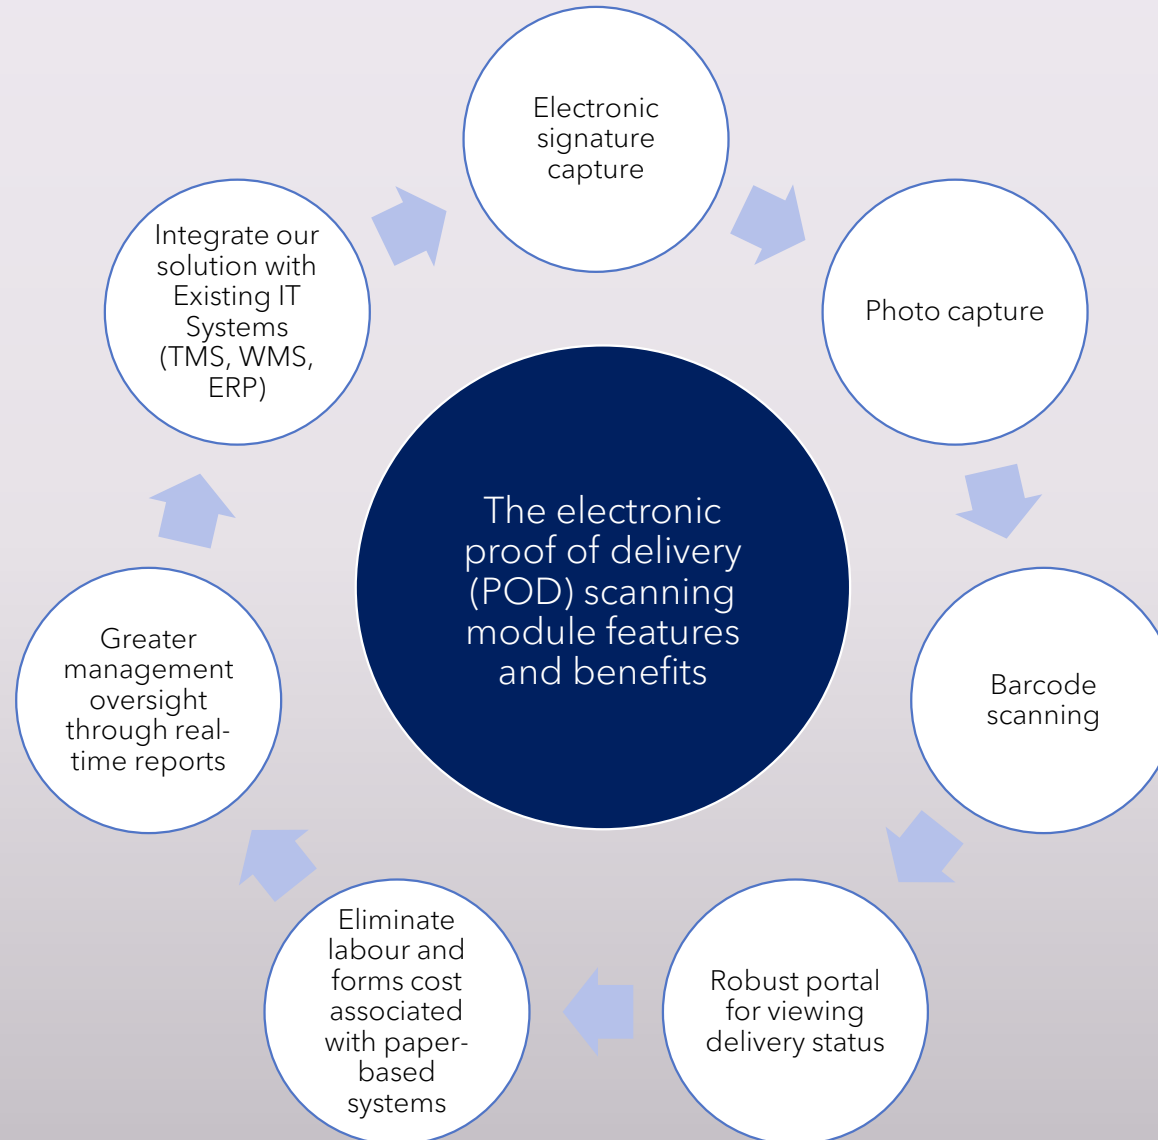 Electronic
signature
capture
Photo capture
Barcode
scanning
Robust portal
for viewing
delivery status
Eliminate
labour and
forms cost
associated
with paper-
based
systems
Greater
management
oversight
through real-
time reports
Integrate our
solution with
Existing IT
Systems
(TMS, WMS,
ERP)
The electronic
proof of delivery
(POD) scanning
module features
and benefits